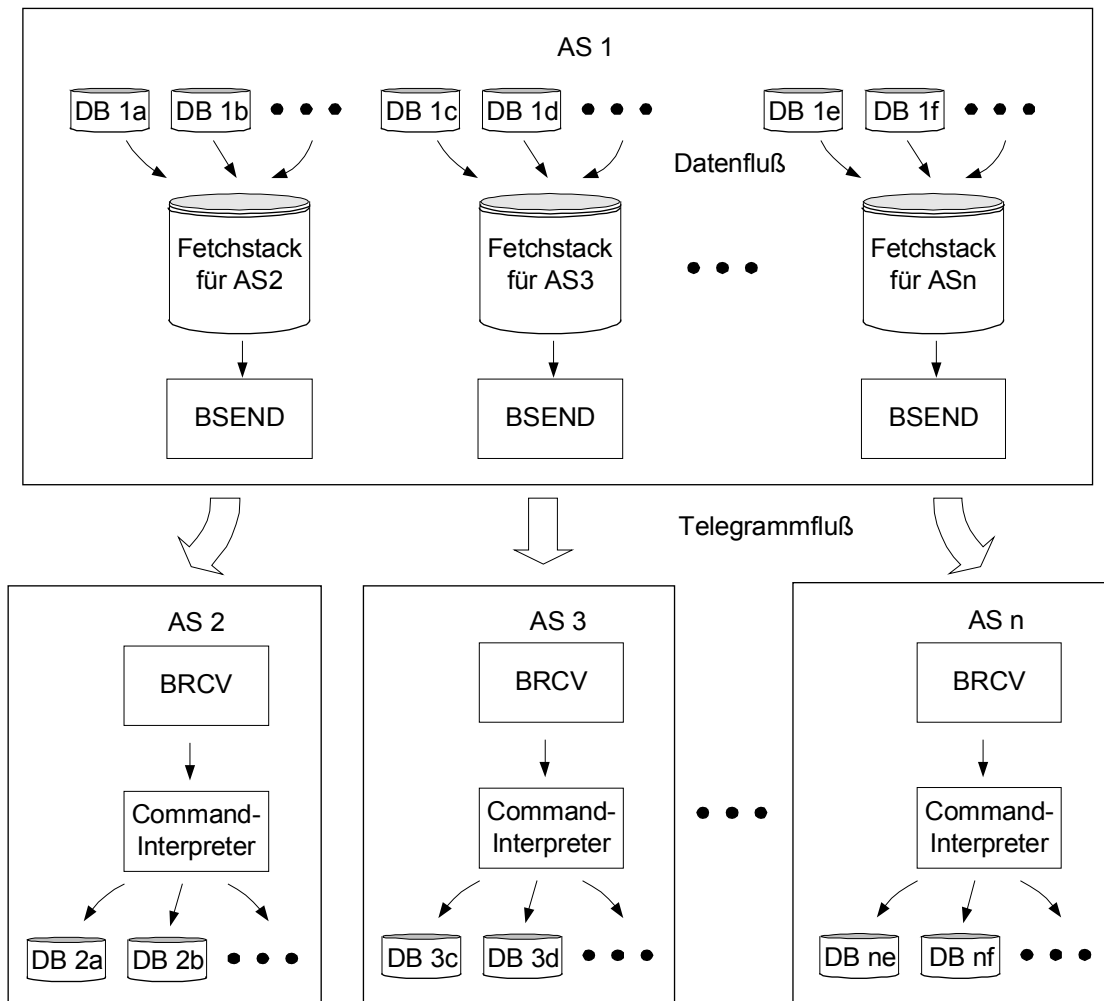 AS 1
DB 1a DB 1b DB 1c DB 1d DB 1e DB 1f
Datenfluß
Fetchstack
für AS2
Fetchstack
für AS3
Fetchstack
für ASn
BSEND BSEND BSEND
Telegrammfluß
AS 2
BRCV
Command-
Interpreter
DB 2a DB 2b
AS 3
BRCV
Command-
Interpreter
DB 3c DB 3d
AS n
BRCV
Command-
Interpreter
DB ne DB nf